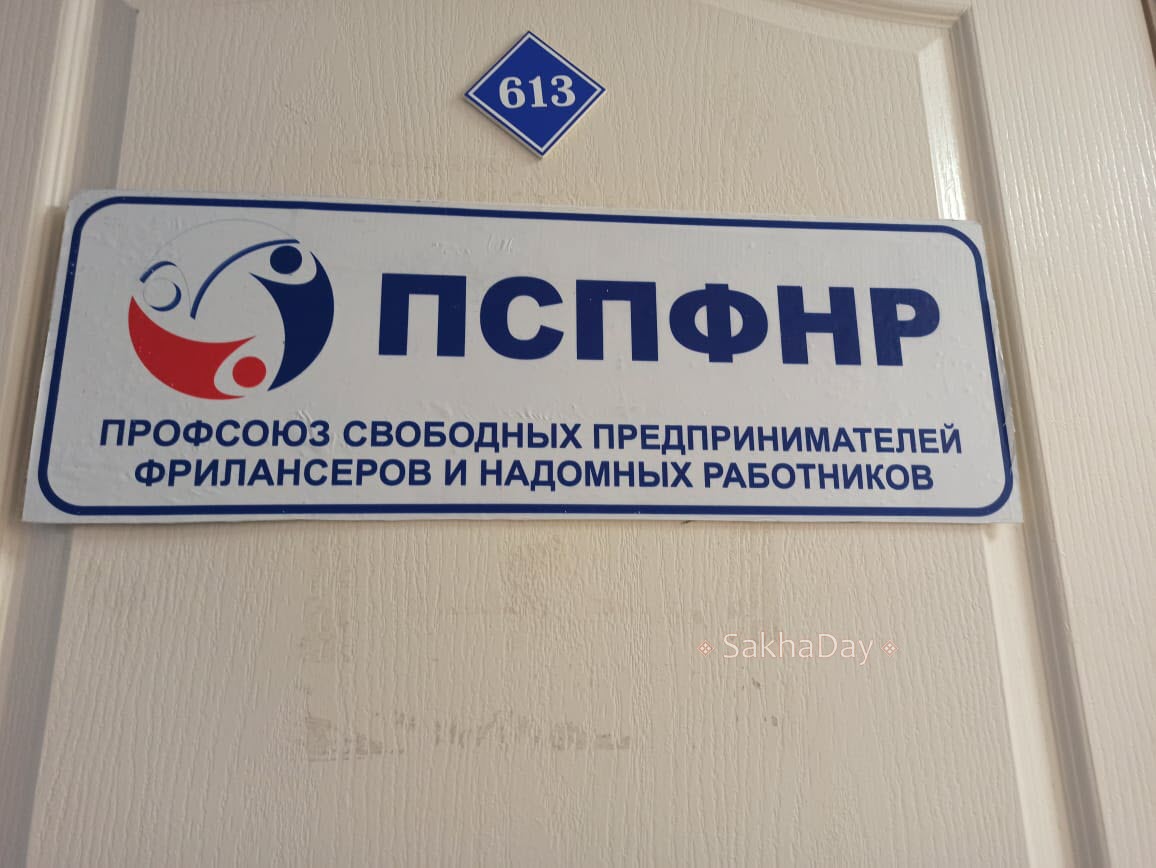 613
ПСПФНР
ПРОФСОЮЗ СВОБОДНЫХ ПРЕДПРИНИМАТЕЛЕЙ
ФРИЛАНСЕРОВ И НАДОМНЫХ РАБОТНИКОВ
SakhaDay